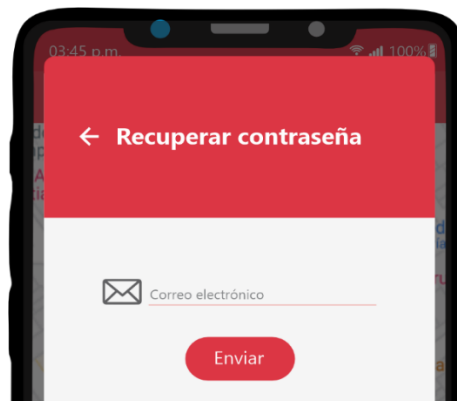 03:45 p.m.
100%
Recuperar contraseña
Correo electrónico
Enviar